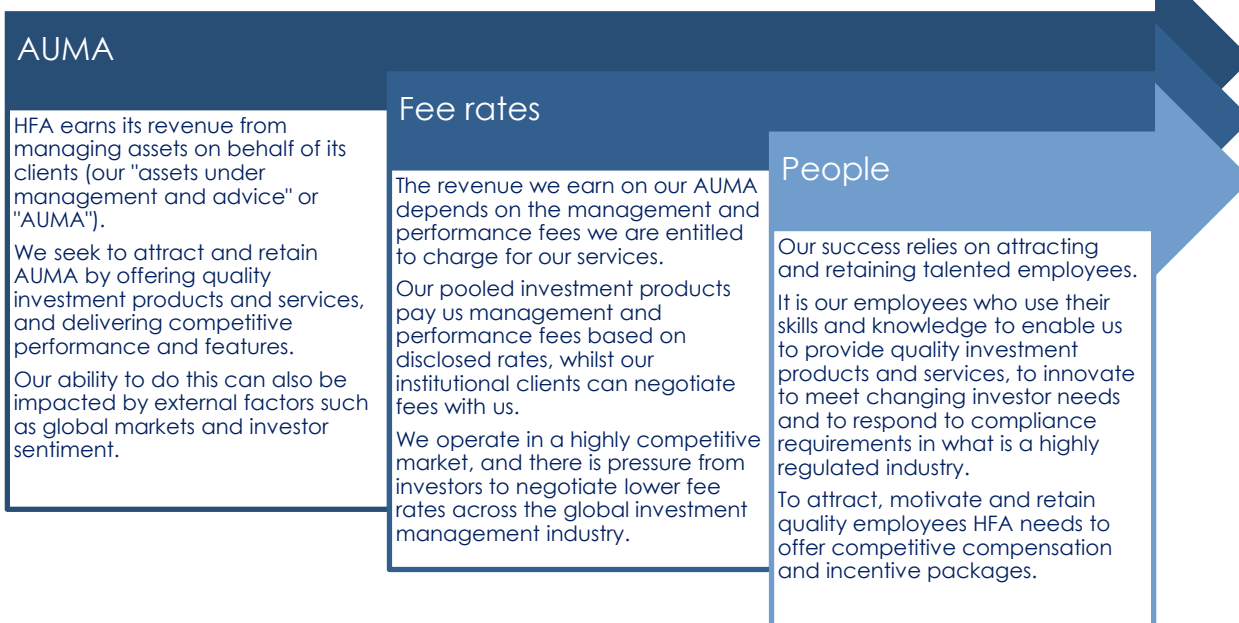 AUMA
HFA earns its revenue from
managing assets on behalf of its
clients (our "assets under
management and advice" or
"AUMA").
We seek to attract and retain
AUMA by offering quality
investment products and services,
and delivering competitive
performance and features.
Our ability to do this can also be
impacted by external factors such
as global markets and investor
sentiment.
Fee rates
The revenue we earn on our AUMA
depends on the management and
performance fees we are entitled
to charge for our services.
Our pooled investment products
pay us management and
performance fees based on
disclosed rates, whilst our
institutional clients can negotiate
fees with us.
We operate in a highly competitive
market, and there is pressure from
investors to negotiate lower fee
rates across the global investment
management industry.
People
Our success relies on attracting
and retaining talented employees.
It is our employees who use their
skills and knowledge to enable us
to provide quality investment
products and services, to innovate
to meet changing investor needs
and to respond to compliance
requirements in what is a highly
regulated industry.
To attract, motivate and retain
quality employees HFA needs to
offer competitive compensation
and incentive packages.